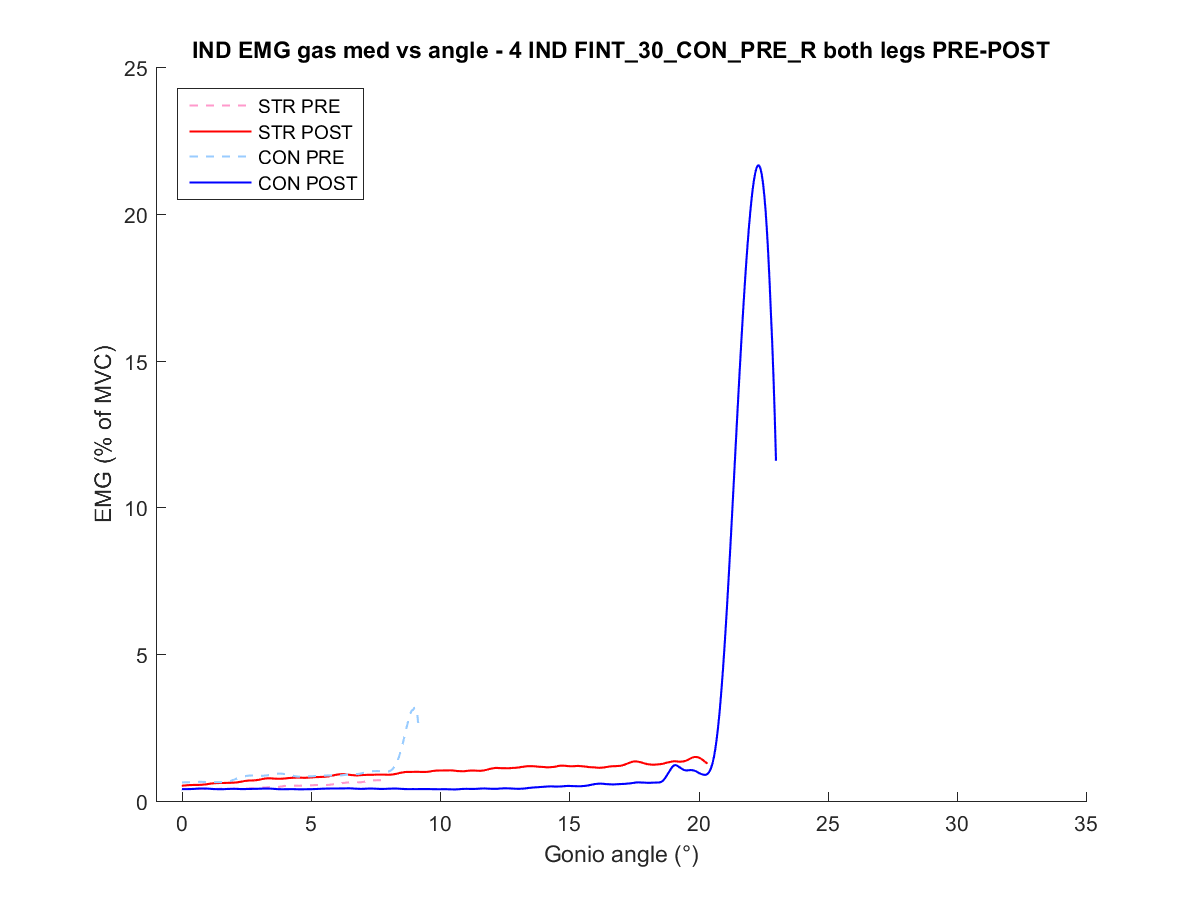 IND EMG gas med vs angle - 4 IND FINT_30_CON_PRE_R both legs PRE-POST
25
20
15
10
5
0
EMG (% of MVC)
STR PRE
STR POST
CON PRE
CON POST
0 5 10 15 20 25 30 35
Gonio angle (°)